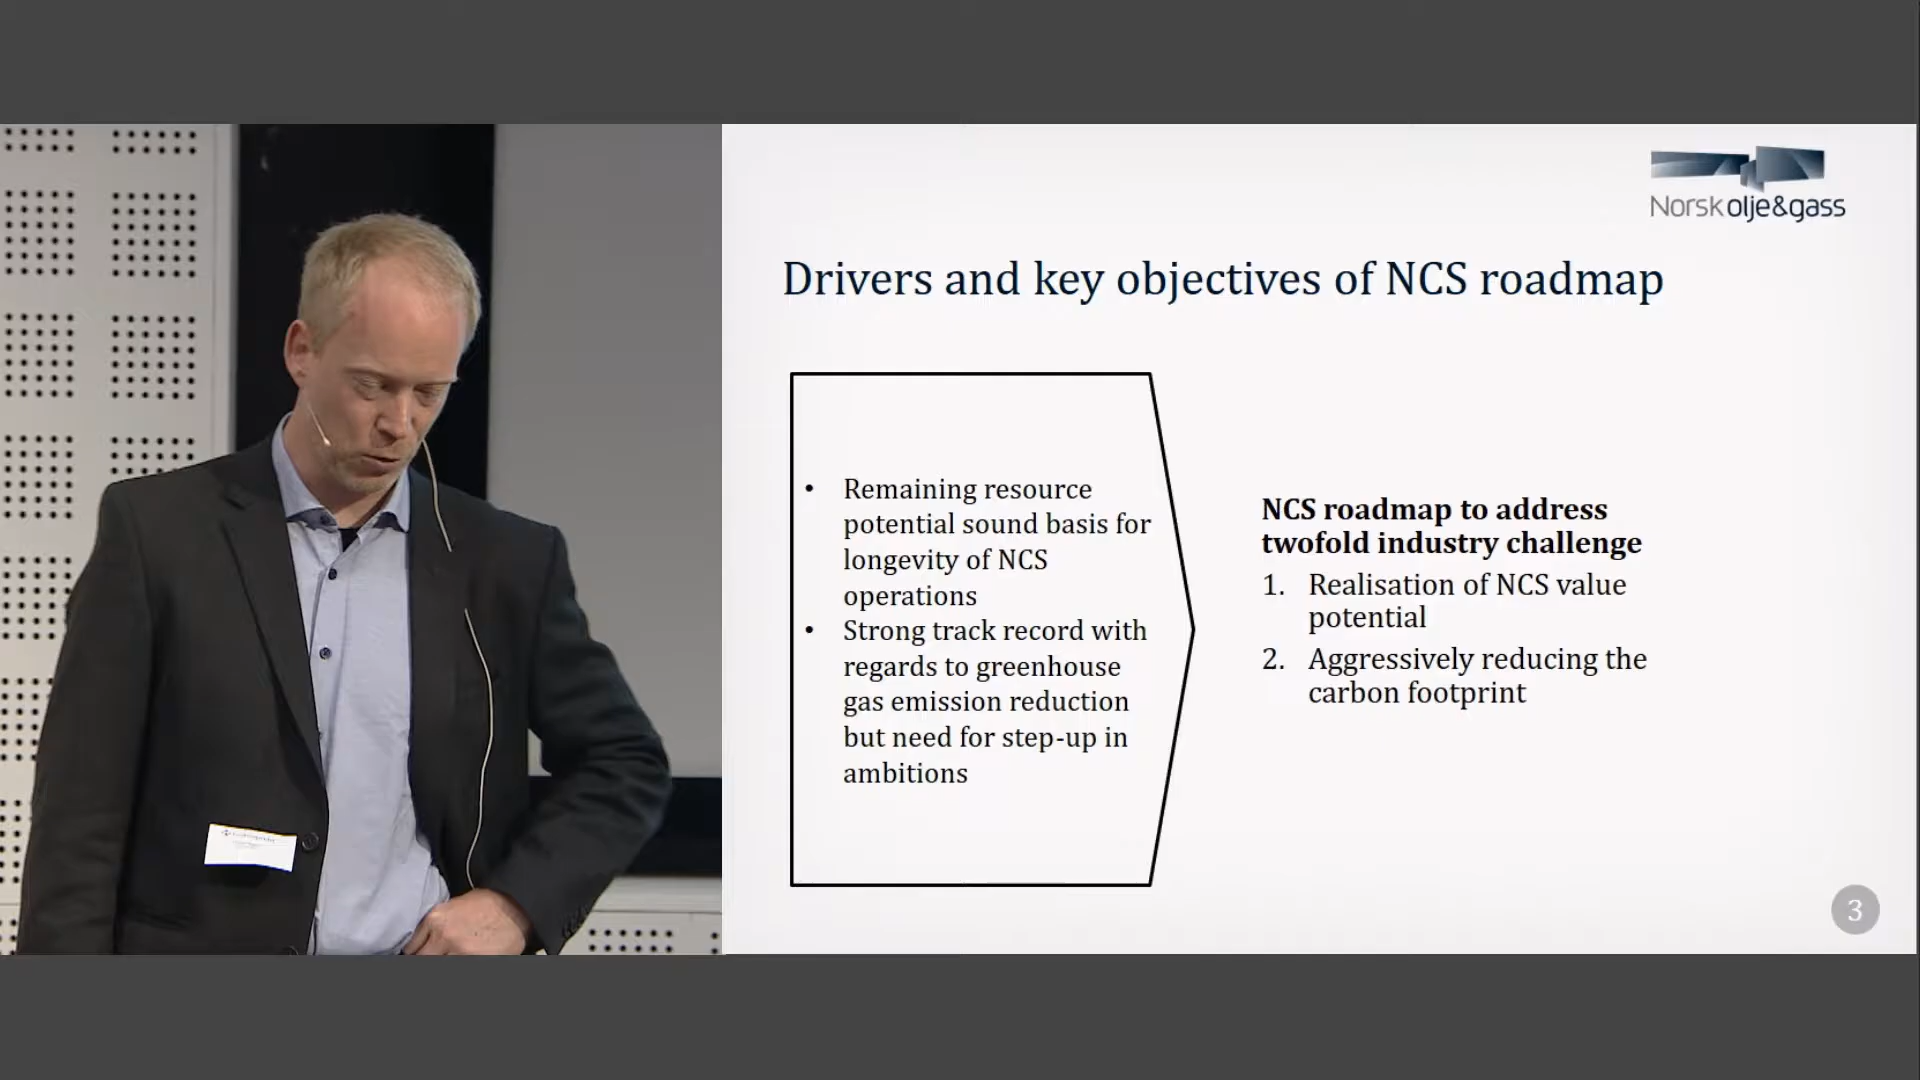 Norsk olje&gass
Drivers and key objectives of NCS roadmap
• Remaining resource
potential sound basis for
longevity of NCS
operations
• Strong track record with
regards to greenhouse
gas emission reduction
but need for step-up in
ambitions
NCS roadmap to address
twofold industry challenge
1. Realisation of NCS value
potential
2. Aggressively reducing the
carbon footprint
3